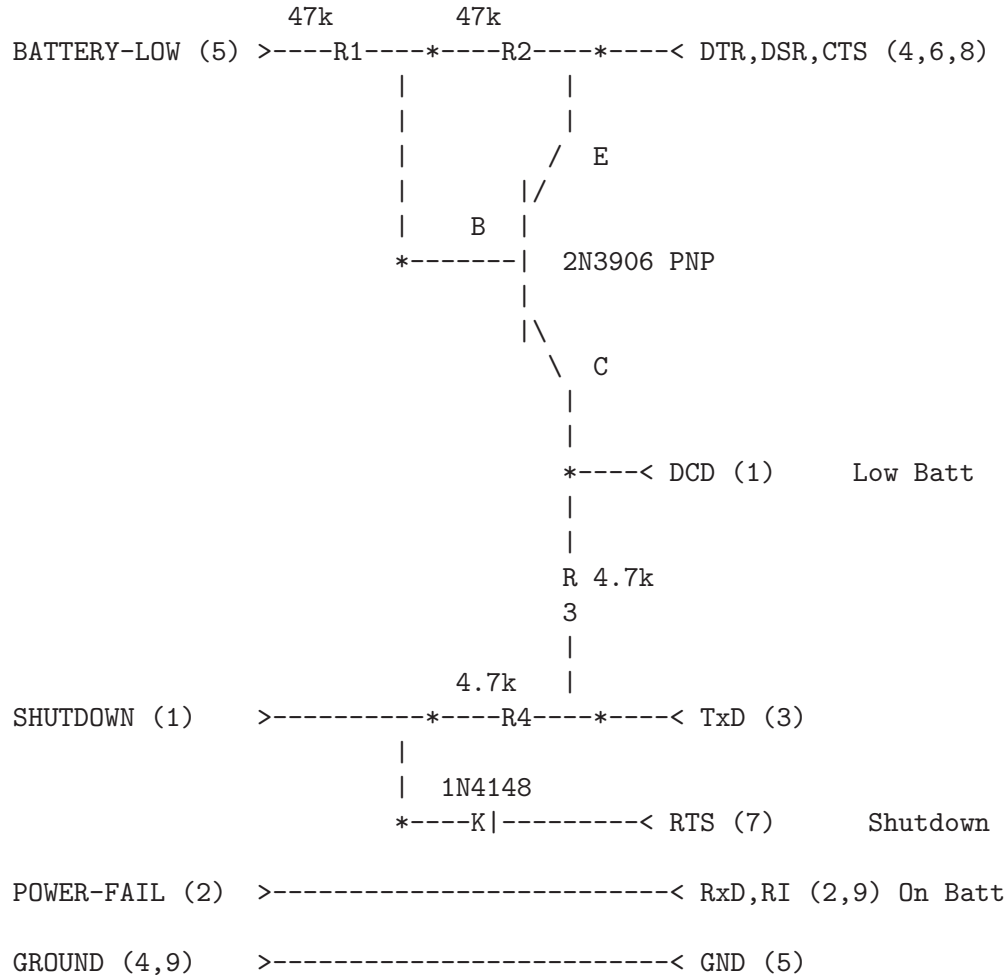 47k 47k
BATTERY-LOW (5) >----R1----*----R2----*----< DTR,DSR,CTS (4,6,8)
| |
| |
| / E
| |/
| B |
*-------| 2N3906 PNP
|
|\
\ C
|
|
*----< DCD (1) Low Batt
|
|
R 4.7k
3
|
4.7k |
SHUTDOWN (1) >----------*----R4----*----< TxD (3)
|
| 1N4148
*----K|---------< RTS (7) Shutdown
POWER-FAIL (2) >--------------------------< RxD,RI (2,9) On Batt
GROUND (4,9) >--------------------------< GND (5)